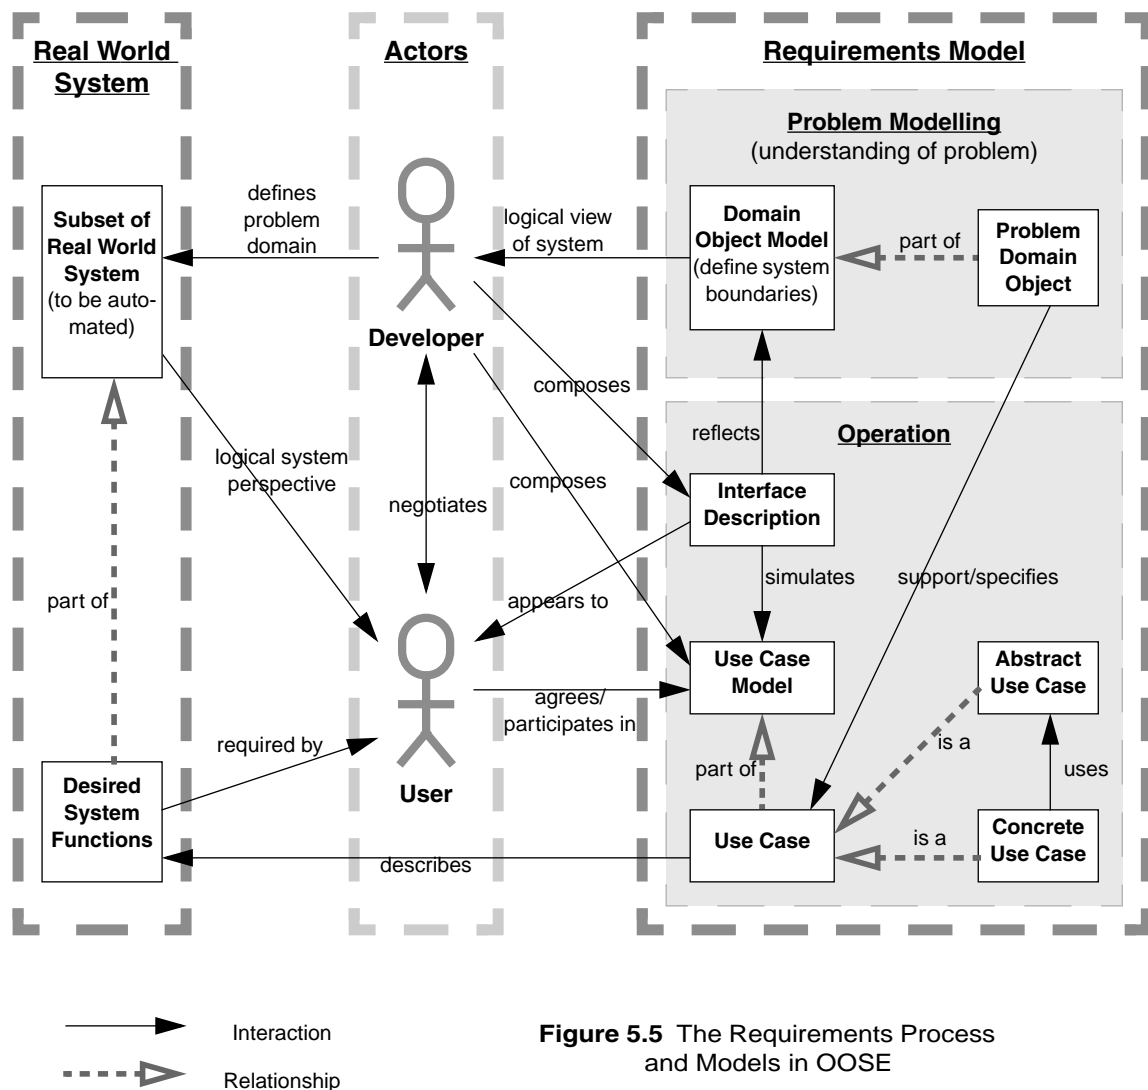 Real World
System
Actors
Requirements Model
Problem Modelling
(understanding of problem)
Subset of
Real World
System
(to be auto-
mated)
defines
problem
domain
logical view
of system
Domain
Object Model
(define system
boundaries)
part of
Problem
Domain
Object
Developer
composes
reflects
Operation
logical system
perspective
composes
negotiates
Interface
Description
simulates
support/specifies
part of
appears to
Use Case
Model
Abstract
Use Case
agrees/
participates in
required by
is a
part of
uses
User
Desired
System
Functions
Use Case
is a
Concrete
Use Case
describes
Interaction
Relationship
Figure 5.5 The Requirements Process
and Models in OOSE